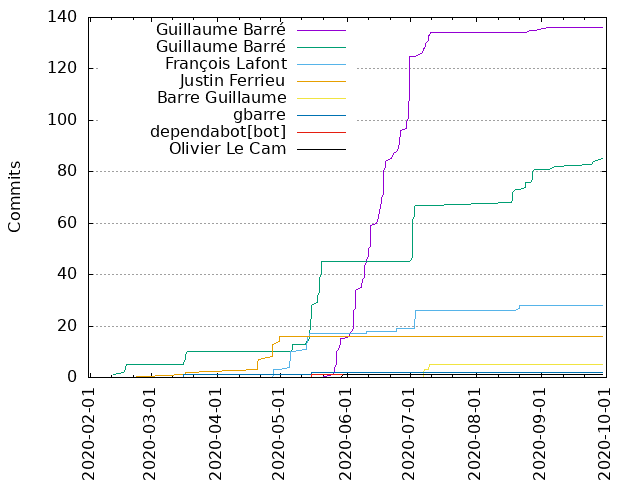 140
120
100
80
60
40
20
0
Commits
Guillaume Barré
Guillaume Barré
François Lafont
Justin Ferrieu
Barre Guillaume
gbarre
dependabot[bot]
Olivier Le Cam
2020-02-01
2020-03-01
2020-04-01
2020-05-01
2020-06-01
2020-07-01
2020-08-01
2020-09-01
2020-10-01